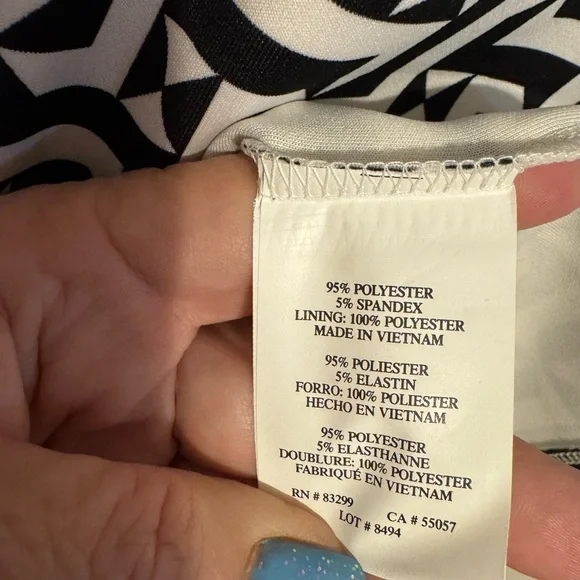 95% POLYESTER
5% SPANDEX
LINING: 100% POLYESTER
MADE IN VIETNAM
95% POLIESTER
5% ELASTIN
FORRO: 100% POLIESTER
HECHO EN VIETNAM
95% POLYESTER
5% ELASTHANNE
DOUBLURE: 100% POLYESTER
FABRIQUÉ EN VIETNAM
RN # 83299 CA # 55057
LOT # 8494